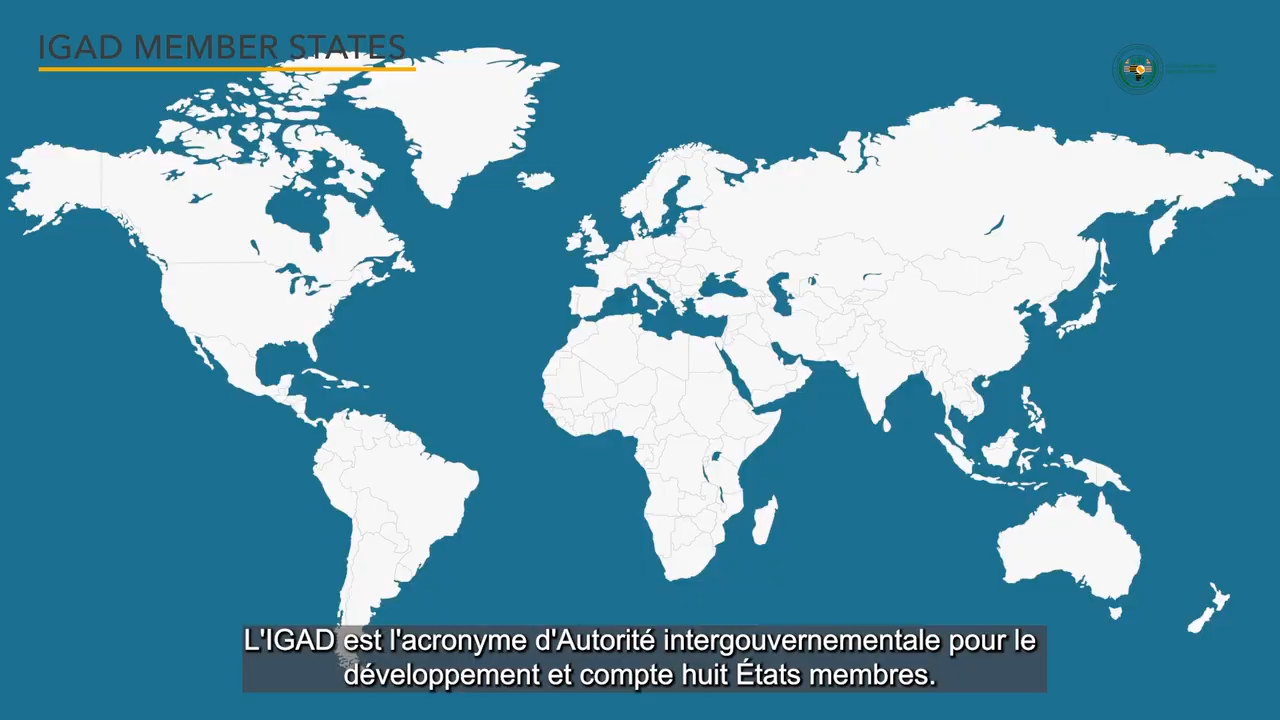 IGAD MEMBER STATES
L'IGAD est l'acronyme d'Autorité intergouvernementale pour le
développement et compte huit États membres.